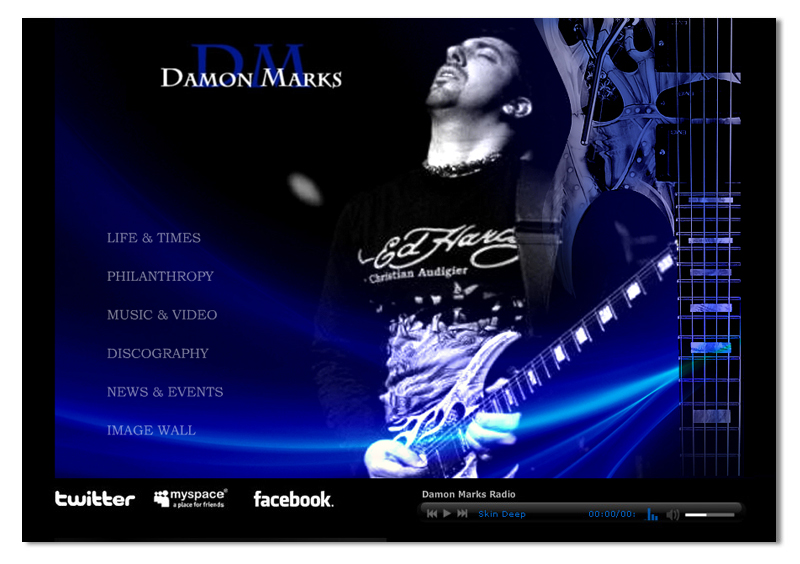 DM
DAMON MARKS
LIFE & TIMES
PHILANTHROPY
MUSIC & VIDEO
DISCOGRAPHY
NEWS & EVENTS
IMAGE WALL
Ed Hardy
Christian Audigier
twitter
myspace®
a place for friends
facebook.
Damon Marks Radio
Skin Deep
00:00/00: